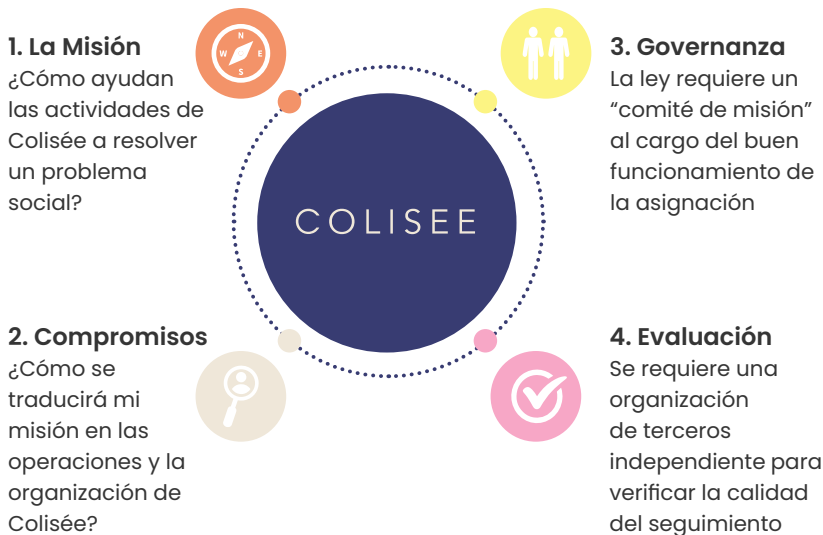 1. La Misión
¿Cómo ayudan
las actividades de
Colisée a resolver
un problema
social?
2. Compromisos
¿Cómo se
traducirá mi
misión en las
operaciones y la
organización de
Colisée?
N
W E
S
COLISEE
3. Governanza
La ley requiere un
“comité de misión”
al cargo del buen
funcionamiento de
la asignación
4. Evaluación
Se requiere una
organización
de terceros
independiente para
verificar la calidad
del seguimiento